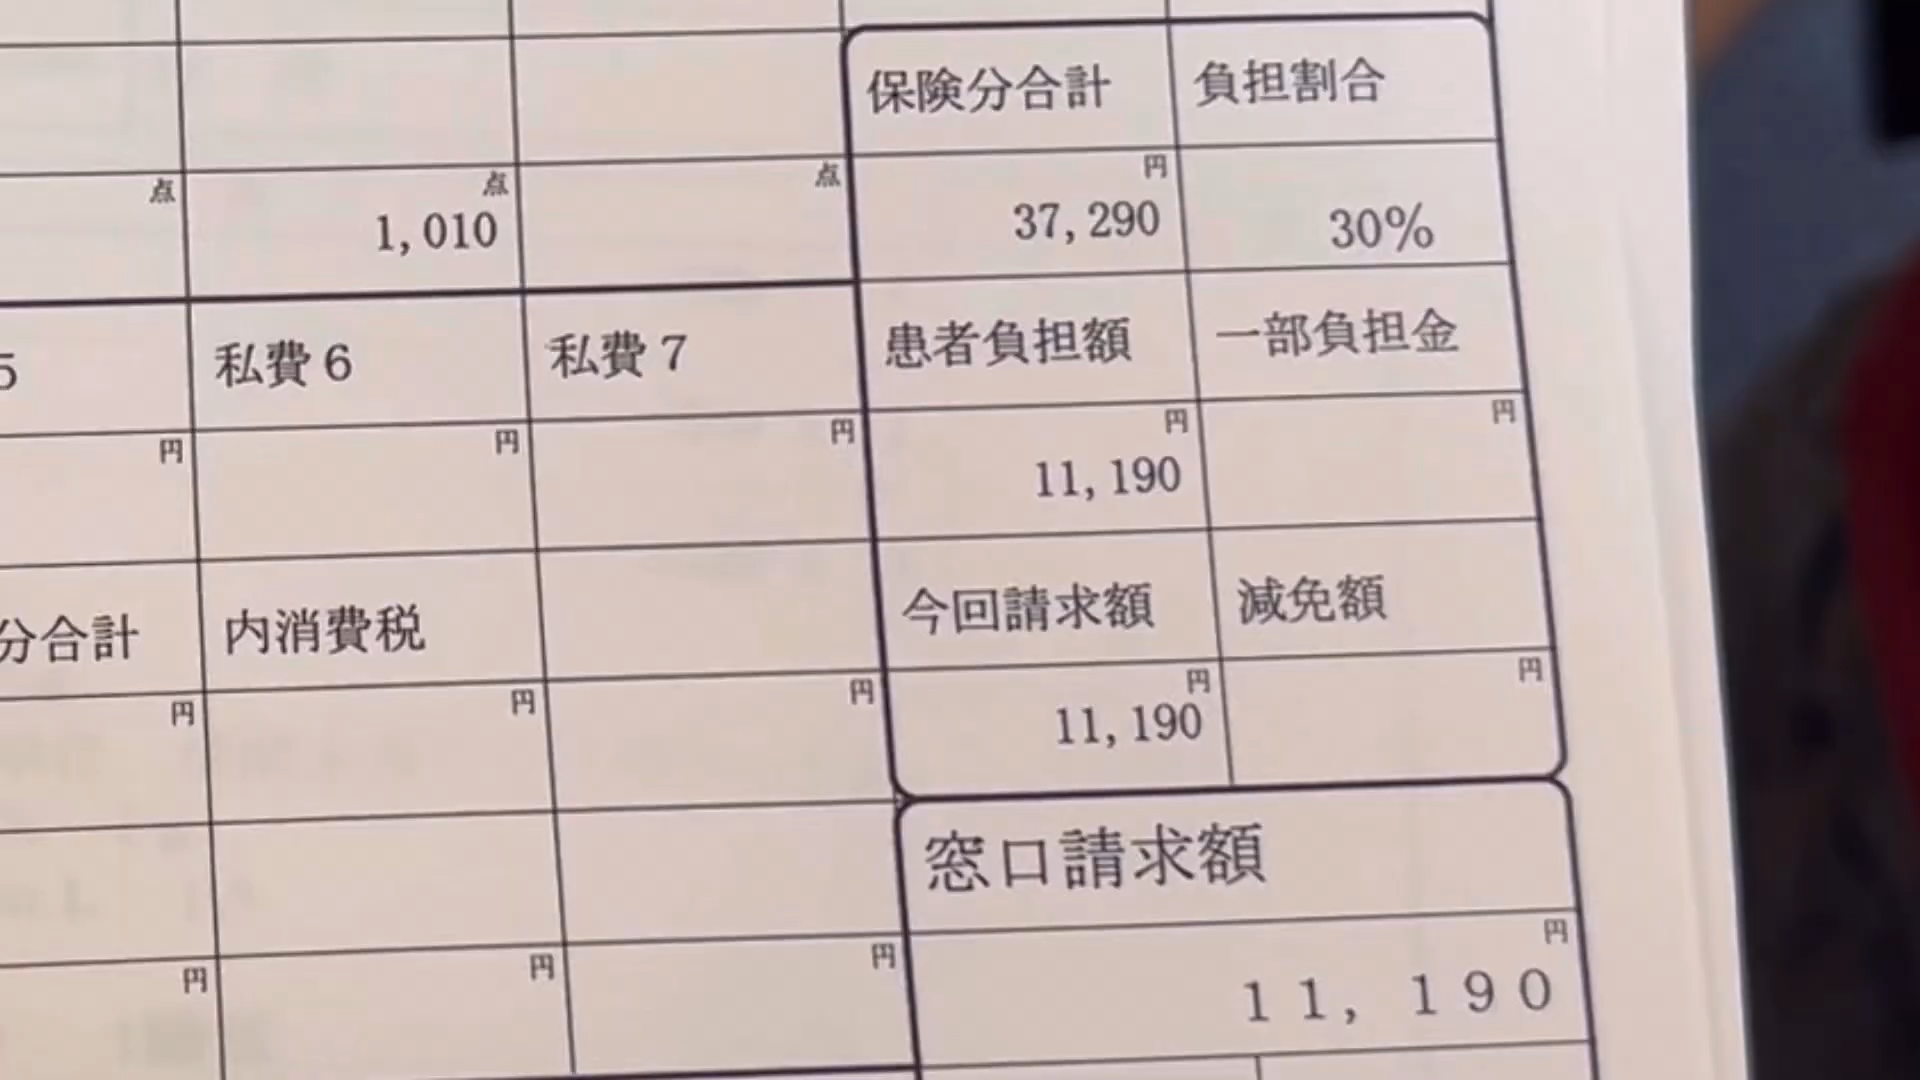 保険分合計 負担割合
点 点 点 円
1,010 37,290 30%
5 私費6 私費7 患者負担額 一部負担金
円 円 円 円 円
11,190
分合計 内消費税 今回請求額 減免額
円 円 円 円 円
11,190
窓口請求額
円 円 円 円
11,190